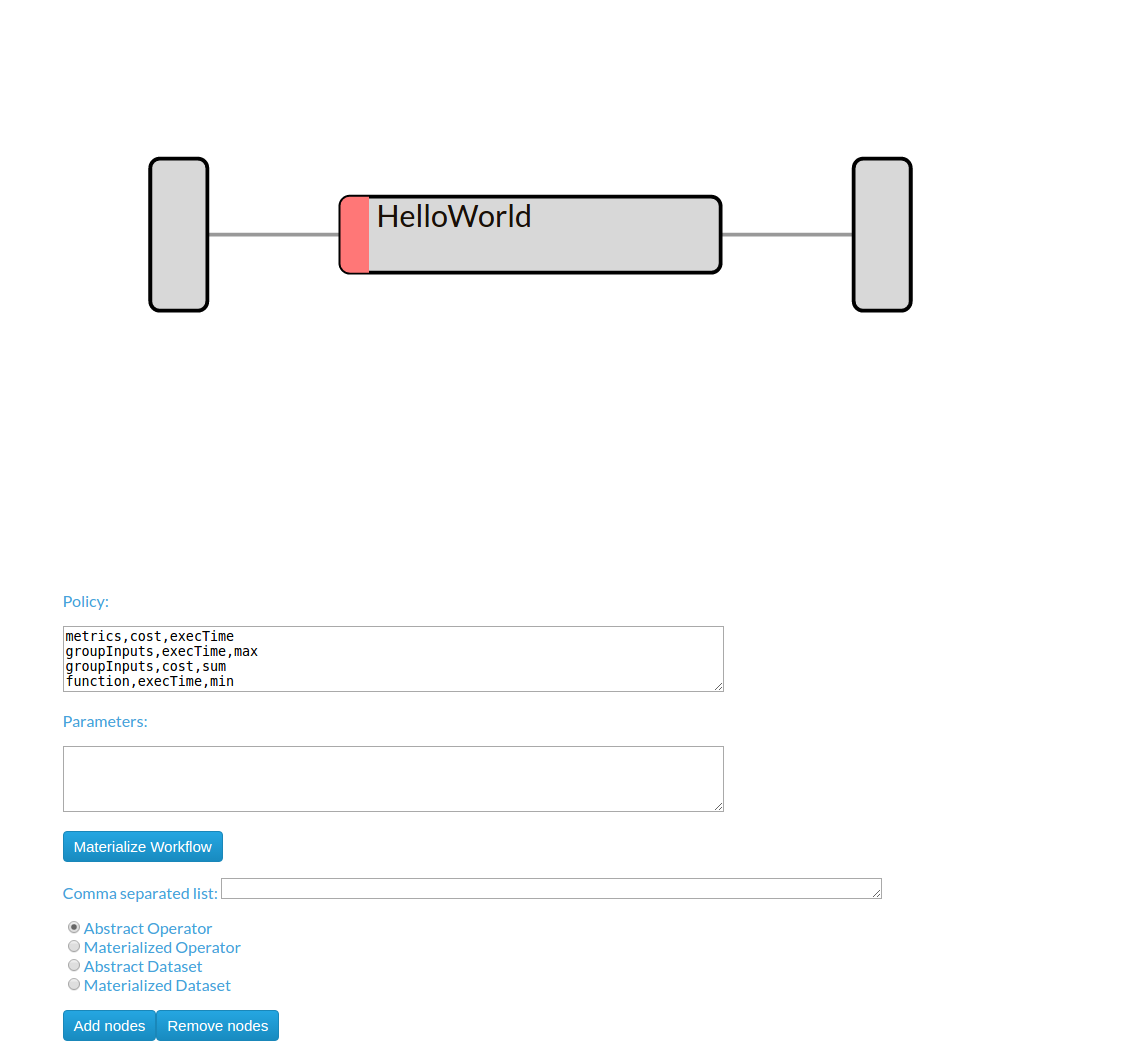 HelloWorld
Policy:
metrics,cost,execTime
groupInputs,execTime,max
groupInputs,cost,sum
function,execTime,min
Parameters:
Materialize Workflow
Comma separated list:
Abstract Operator
Materialized Operator
Abstract Dataset
Materialized Dataset
Add nodes Remove nodes